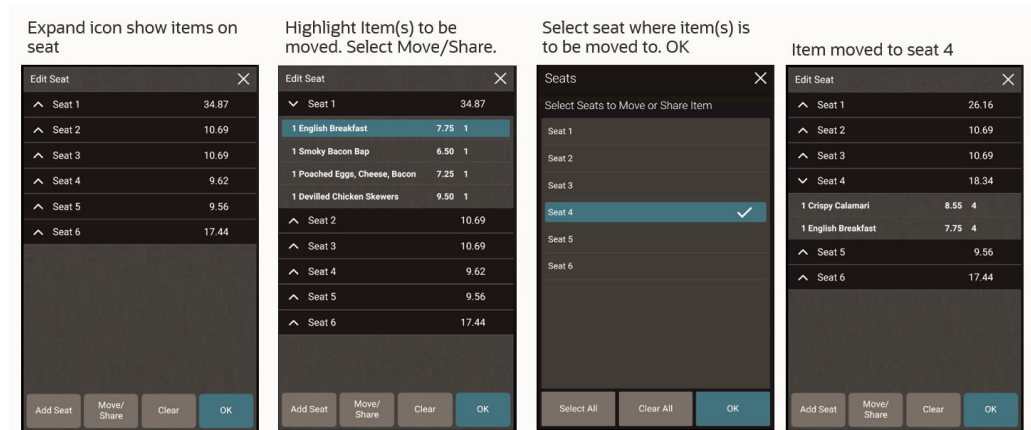 Expand icon show items on
seat
Edit Seat
Seat 1 34.87
Seat 2 10.69
Seat 3 10.69
Seat 4 9.62
Seat 5 9.56
Seat 6 17.44
Add Seat Move/ Clear OK
Share
Highlight Item(s) to be
moved. Select Move/Share.
Edit Seat
Seat 1 34.87
1 English Breakfast 7.75 1
1 Smoky Bacon Bap 6.50 1
1 Poached Eggs, Cheese, Bacon 7.25 1
1 Devilled Chicken Skewers 9.50 1
Seat 2 10.69
Seat 3 10.69
Seat 4 9.62
Seat 5 9.56
Seat 6 17.44
Add Seat Move/ Clear OK
Share
Select seat where item(s) is
to be moved to. OK
Seats
Select Seats to Move or Share Item
Seat 1
Seat 2
Seat 3
Seat 4
Seat 5
Seat 6
Select All Clear All OK
Item moved to seat 4
Edit Seat
Seat 1 26.16
Seat 2 10.69
Seat 3 10.69
Seat 4 18.34
1 Crispy Calamari 8.55 4
1 English Breakfast 7.75 4
Seat 5 9.56
Seat 6 17.44
Add Seat Move/ Clear OK
Share